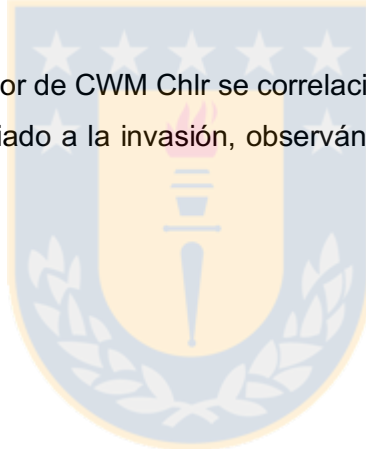 or de CWM Chlr se correlaci
iado a la invasión, observán